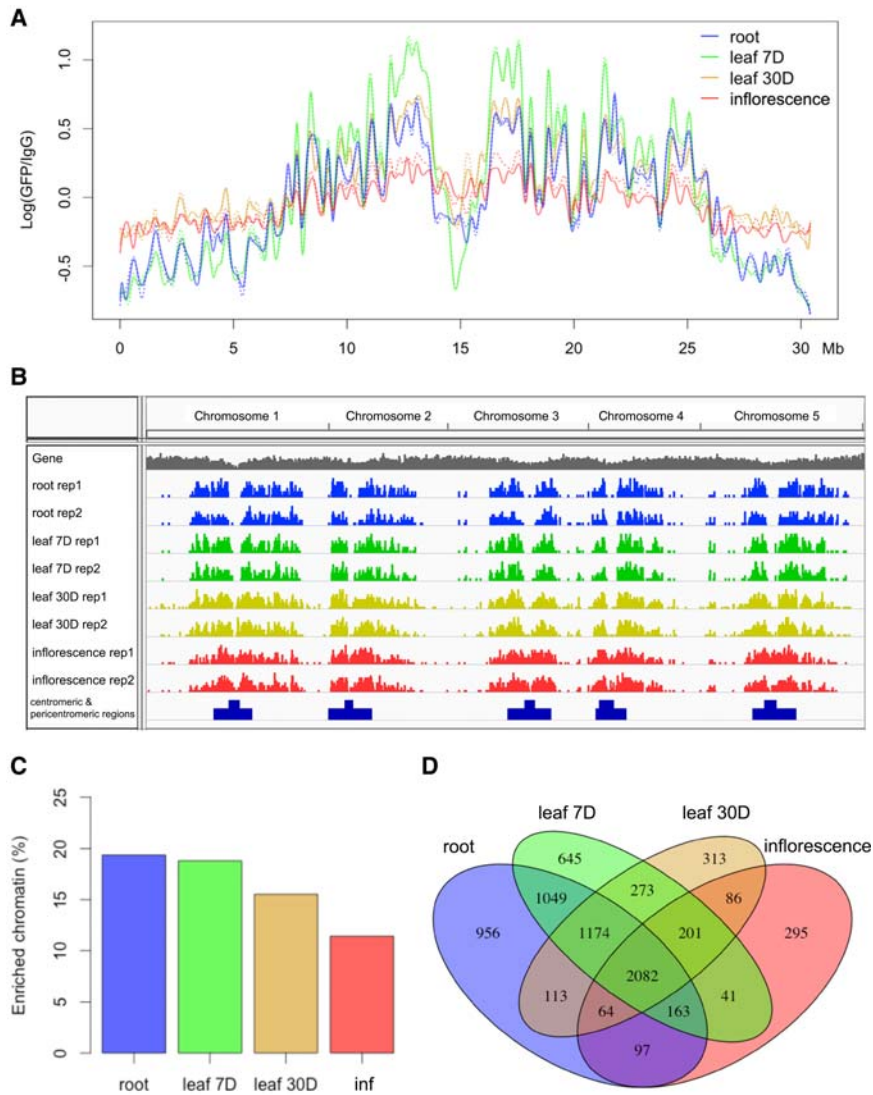 A
root
leaf 7D
leaf 30D
inflorescence
Log(GFP/IgG)
1.0
0.5
0.0
-0.5
0 5 10 15 20 25 30 Mb
B
Chromosome 1 Chromosome 2 Chromosome 3 Chromosome 4 Chromosome 5
Gene
root rep1
root rep2
leaf 7D rep1
leaf 7D rep2
leaf 30D rep1
leaf 30D rep2
inflorescence rep1
inflorescence rep2
centromeric &
pericentromeric regions
C
Enriched chromatin (%)
25
20
15
10
5
0
root leaf 7D leaf 30D inf
D
leaf 7D leaf 30D
root inflorescence
645 313
1049 273 86
956 1174 201 295
2082
113 64 163 41
97